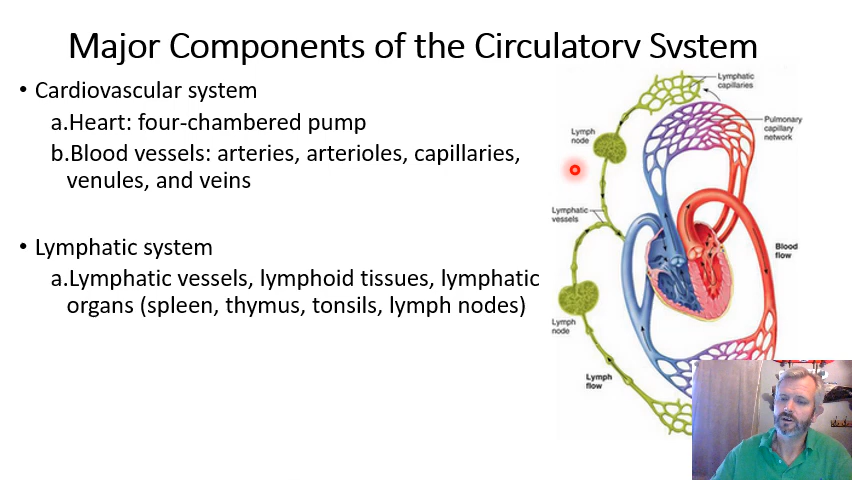 Major Components of the Circulatory System
• Cardiovascular system
a.Heart: four-chambered pump
b.Blood vessels: arteries, arterioles, capillaries,
venules, and veins
• Lymphatic system
a.Lymphatic vessels, lymphoid tissues, lymphatic
organs (spleen, thymus, tonsils, lymph nodes)
Lymphatic
capillaries
Pulmonary
capillary
network
Lymph
node
Lymphatic
vessels
Blood
flow
Lymph
node
Lymph
flow